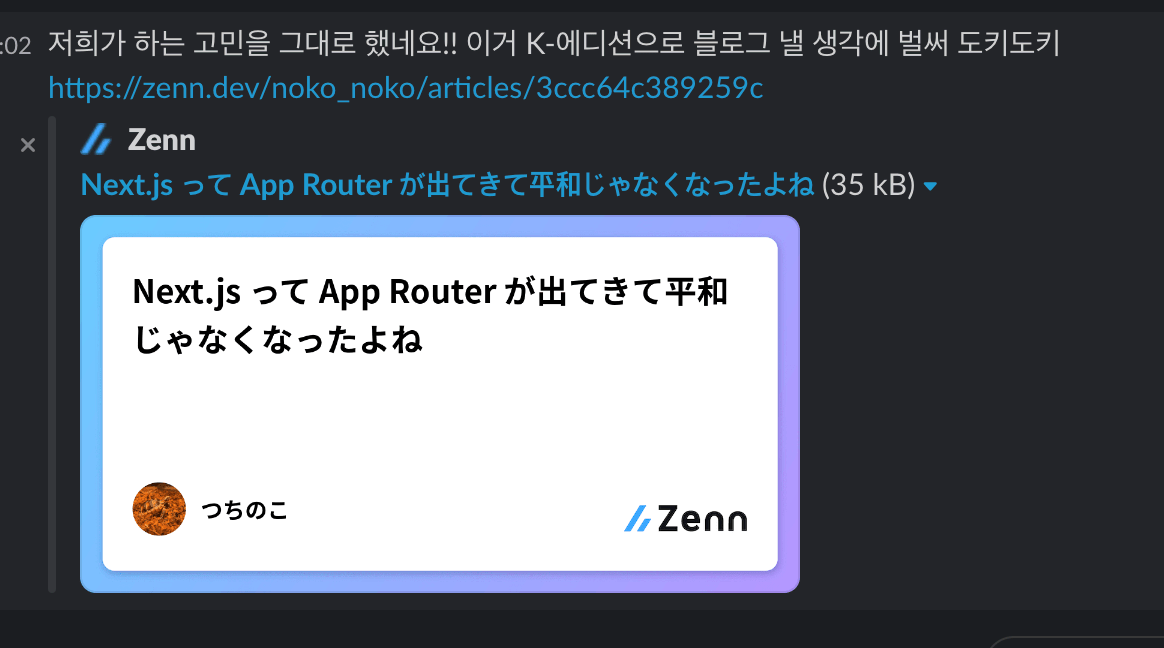 :02 저희가 하는 고민을 그대로 했네요!! 이거 K-에디션으로 블로그 낼 생각에 벌써 도키도키
https://zenn.dev/noko_noko/articles/3ccc64c389259c
Zenn
Next.js って App Router が出てきて平和じゃなくなったよね (35 kB)
Next.js って App Router が出てきて平和
じゃなくなったよね
つちのこ
Zenn